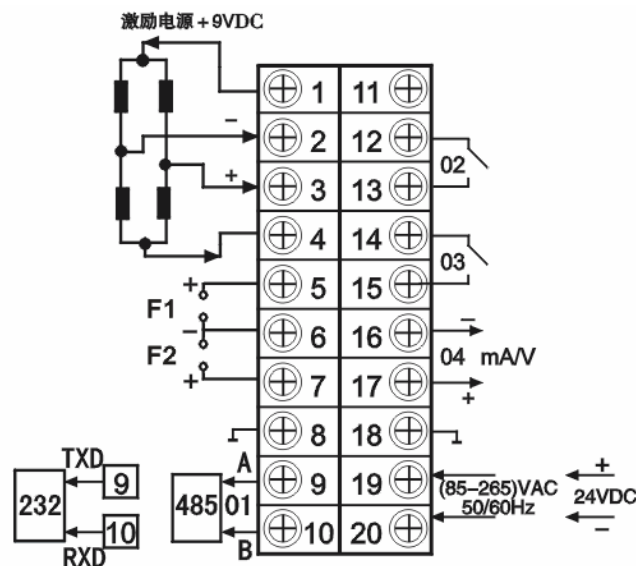 激励电源+9VDC
1 11
− 2 12
02
+ 3 13
4 14
03
+ 5 15
F1
− 6 16 −
04 mA/V
F2
+ 7 17 +
8 18
TXD
232 9
10
RXD
A
485 01 9 19
B
10 20
(85-265)VAC
50/60Hz
+
24VDC
−